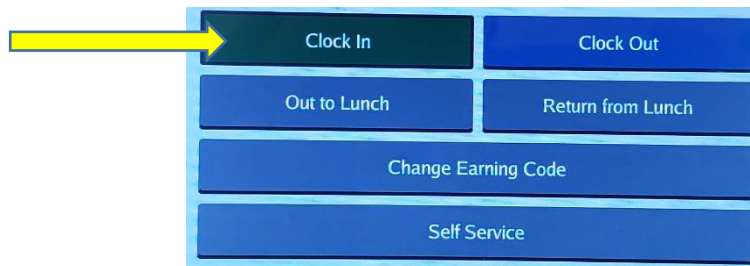 Clock In
Clock Out
Out to Lunch
Return from Lunch
Change Earning Code
Self Service